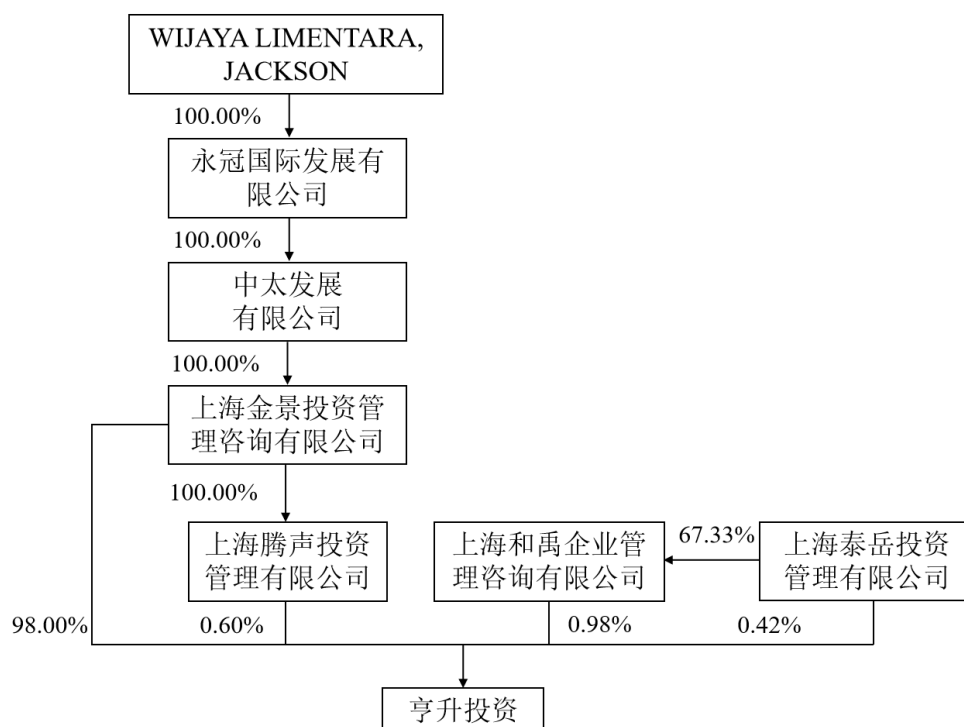 WIJAYA LIMENTARA,
JACKSON
100.00%
永冠国际发展有
限公司
100.00%
中太发展
有限公司
100.00%
上海金景投资管
理咨询有限公司
100.00%
上海腾声投资
管理有限公司
上海和禹企业管
理咨询有限公司
67.33%
上海泰岳投资
管理有限公司
98.00%
0.60%
0.98%
0.42%
亨升投资